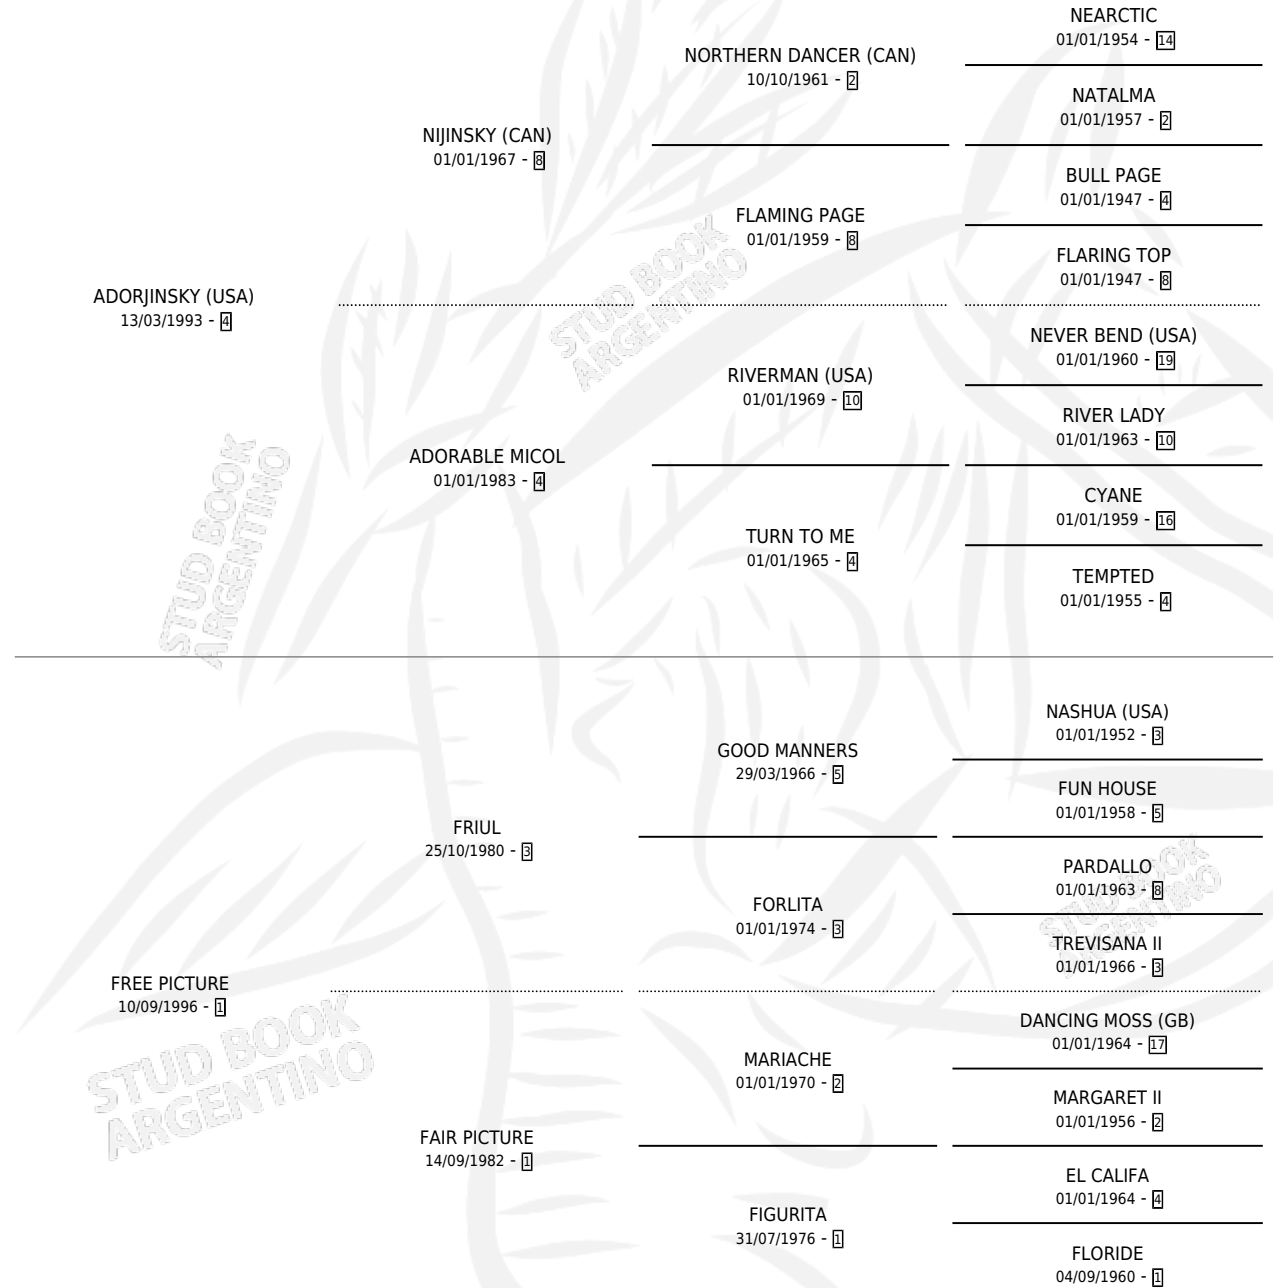 NEARCTIC
01/01/1954 - 14
NORTHERN DANCER (CAN)
10/10/1961 - 2
NATALMA
01/01/1957 - 2
NIJINSKY (CAN)
01/01/1967 - 8
BULL PAGE
01/01/1947 - 4
FLAMING PAGE
01/01/1959 - 8
FLARING TOP
01/01/1947 - 8
ADORJINSKY (USA)
13/03/1993 - 4
NEVER BEND (USA)
01/01/1960 - 19
RIVERMAN (USA)
01/01/1969 - 10
RIVER LADY
01/01/1963 - 10
ADORABLE MICOL
01/01/1983 - 4
CYANE
01/01/1959 - 16
TURN TO ME
01/01/1965 - 4
TEMPTED
01/01/1955 - 4
NASHUA (USA)
01/01/1952 - 3
GOOD MANNERS
29/03/1966 - 5
FUN HOUSE
01/01/1958 - 5
FRIUL
25/10/1980 - 3
PARDALLO
01/01/1963 - 8
FORLITA
01/01/1974 - 3
TREVISANA II
01/01/1966 - 3
FREE PICTURE
10/09/1996 - 1
DANCING MOSS (GB)
01/01/1964 - 17
MARIACHE
01/01/1970 - 2
MARGARET II
01/01/1956 - 2
FAIR PICTURE
14/09/1982 - 1
EL CALIFA
01/01/1964 - 4
FIGURITA
31/07/1976 - 1
FLORIDE
04/09/1960 - 1
STUD BOOK
ARGENTINO
STUD BOOK
ARGENTINO
STUD BOOK
ARGENTINO
STUD BOOK
ARGENTINO